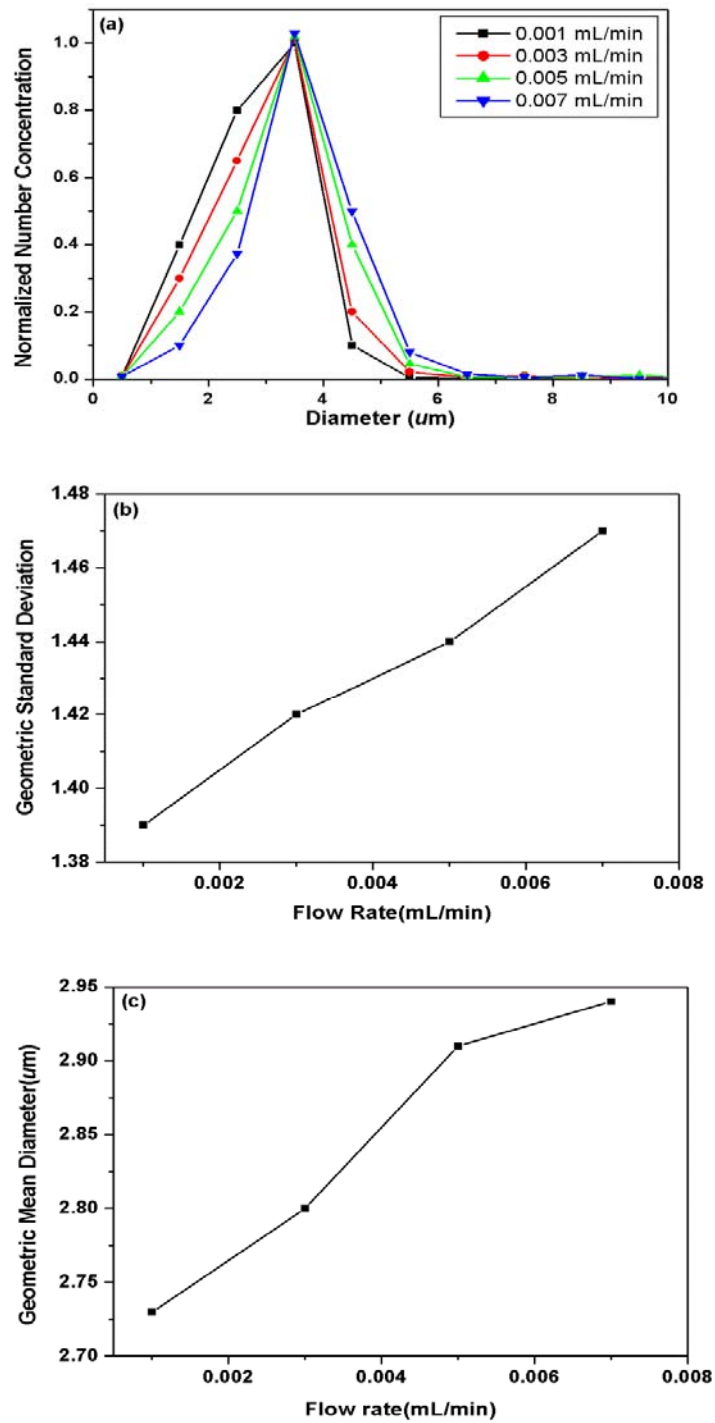 (a)
0.001 mL/min
0.003 mL/min
0.005 mL/min
0.007 mL/min
Normalized Number Concentration
1.0
0.8
0.6
0.4
0.2
0.0
0 2 4 6 8 10
Diameter (um)
(b)
Geometric Standard Deviation
1.48
1.46
1.44
1.42
1.40
1.38
0.002 0.004 0.006 0.008
Flow Rate(mL/min)
(c)
Geometric Mean Diameter(um)
2.95
2.90
2.85
2.80
2.75
2.70
0.002 0.004 0.006 0.008
Flow rate(mL/min)